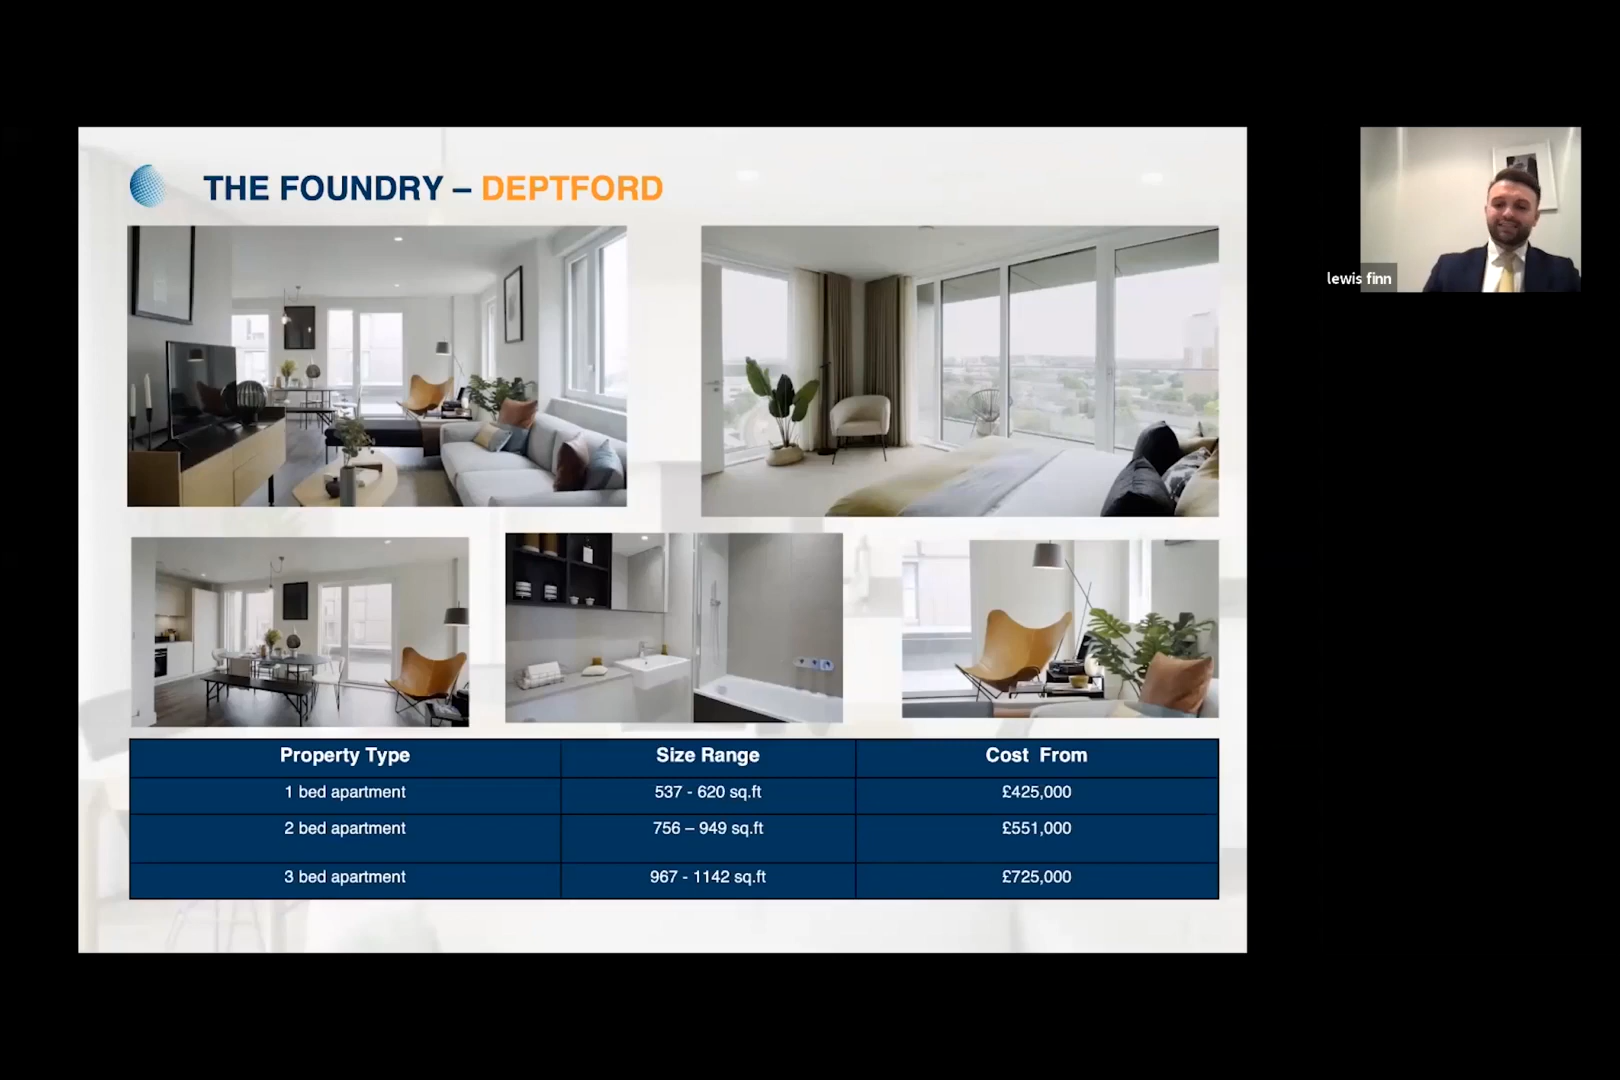 THE FOUNDRY – DEPTFORD
lewis finn
Property Type Size Range Cost From
1 bed apartment 537 - 620 sq.ft £425,000
2 bed apartment 756 – 949 sq.ft £551,000
3 bed apartment 967 - 1142 sq.ft £725,000